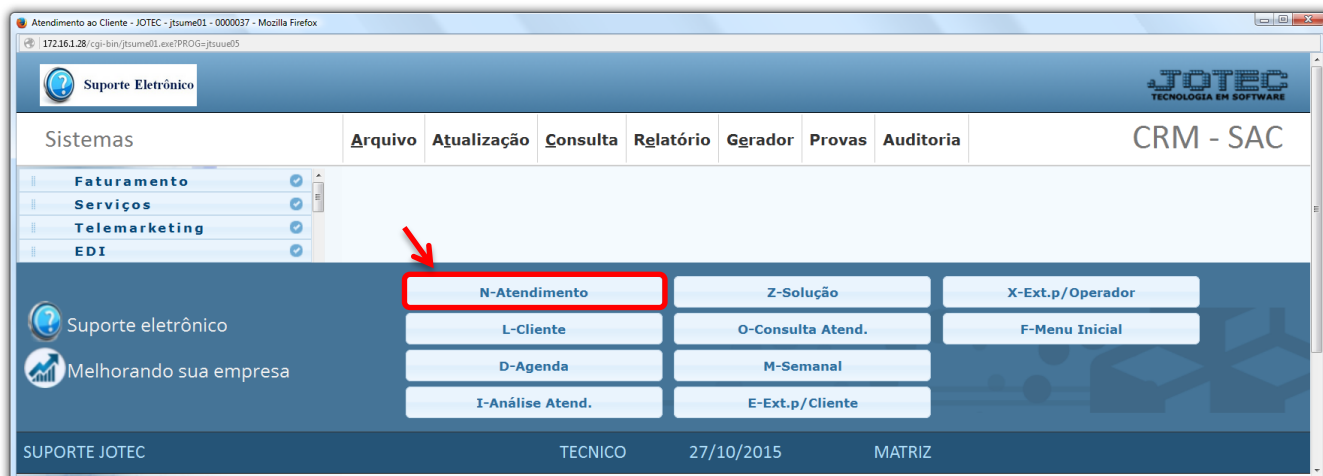 Atendimento ao Cliente - JOTEC - jtsume01 - 0000037 - Mozilla Firefox
172.16.1.28/cgi-bin/jtsume01.exe?PROG=jtsuue05
Suporte Eletrônico
JOTEC
TECNOLOGIA EM SOFTWARE
Sistemas Arquivo Atualização Consulta Relatório Gerador Provas Auditoria CRM - SAC
Faturamento
Serviços
Telemarketing
EDI
N-Atendimento Z-Solução X-Ext.p/Operador
L-Cliente O-Consulta Atend. F-Menu Inicial
D-Agenda M-Semanal
I-Análise Atend. E-Ext.p/Cliente
Suporte eletrônico
Melhorando sua empresa
SUPORTE JOTEC TECNICO 27/10/2015 MATRIZ